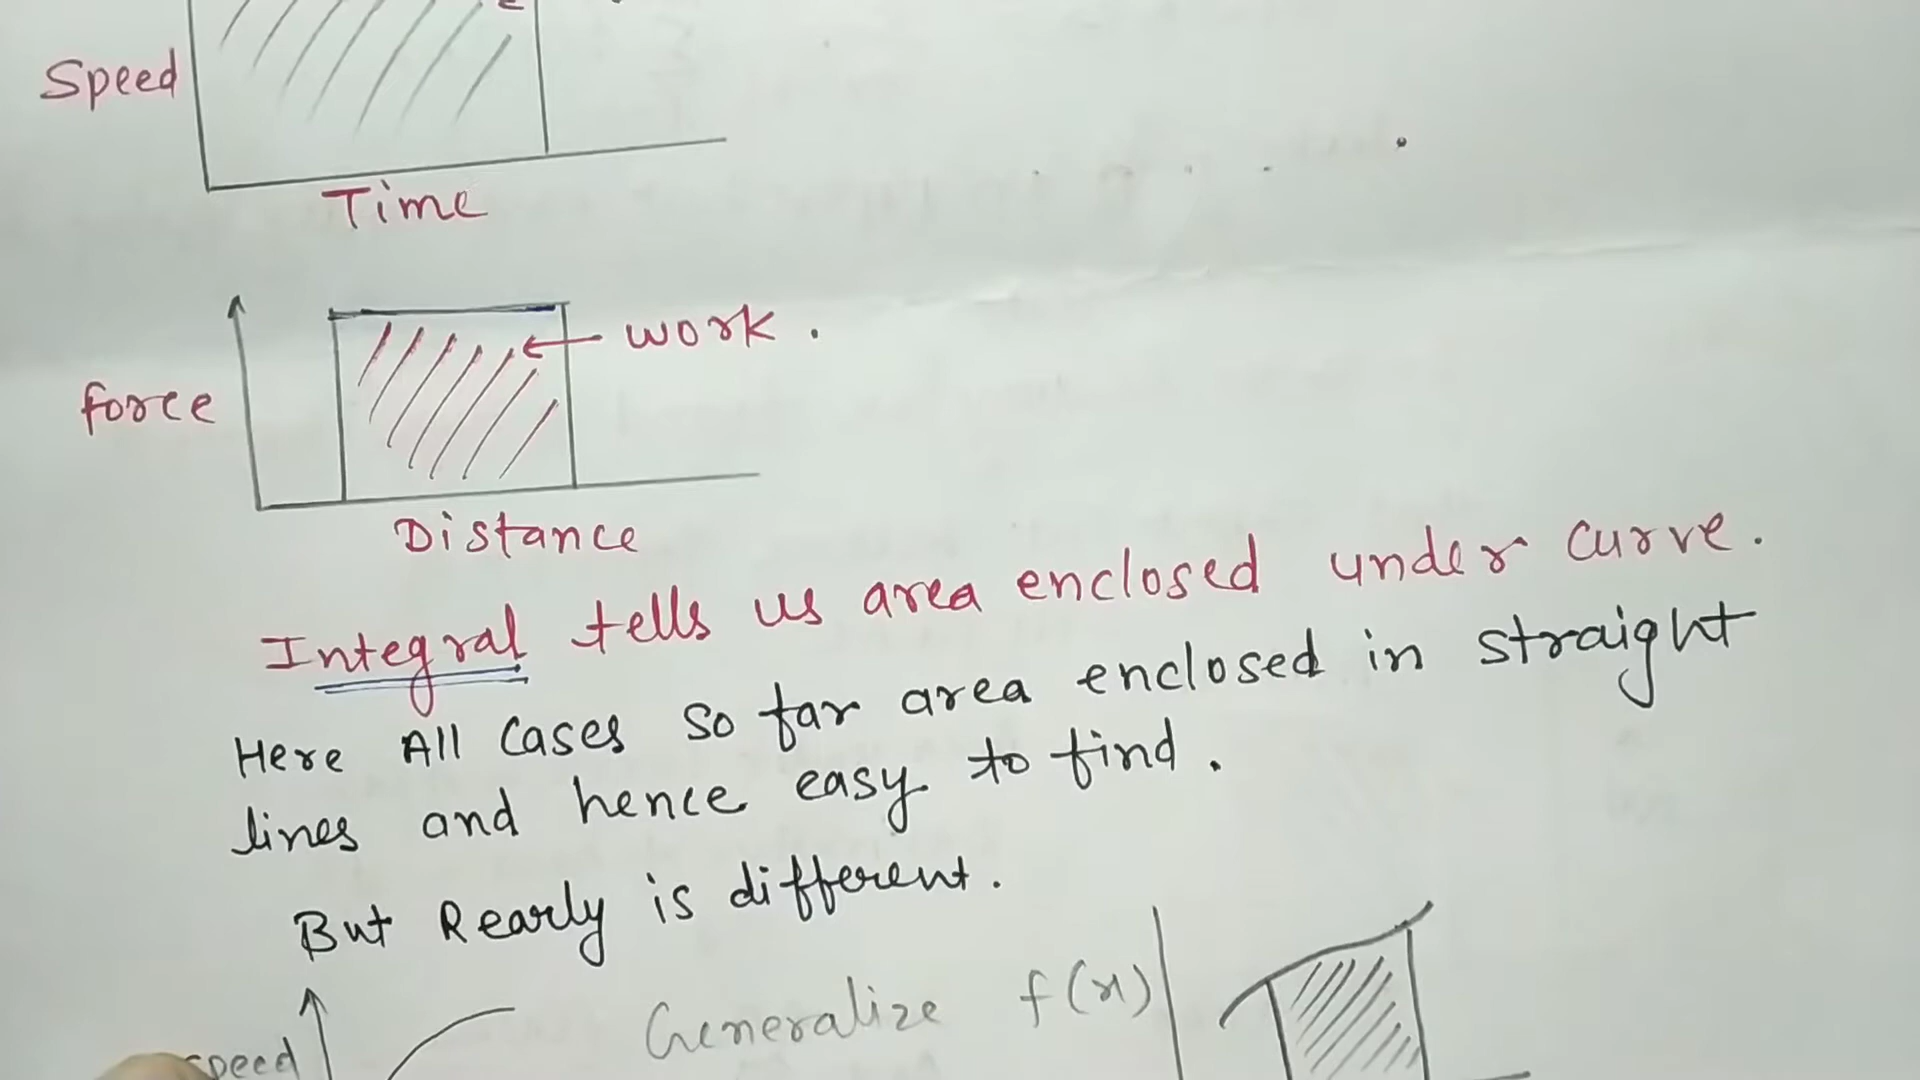 Speed
Time
work .
force
Distance
Integral tells us area enclosed under curve.
Here All Cases so far area enclosed in straight
lines and hence easy to find.
But Rearly is different.
Generalize f(x)
speed